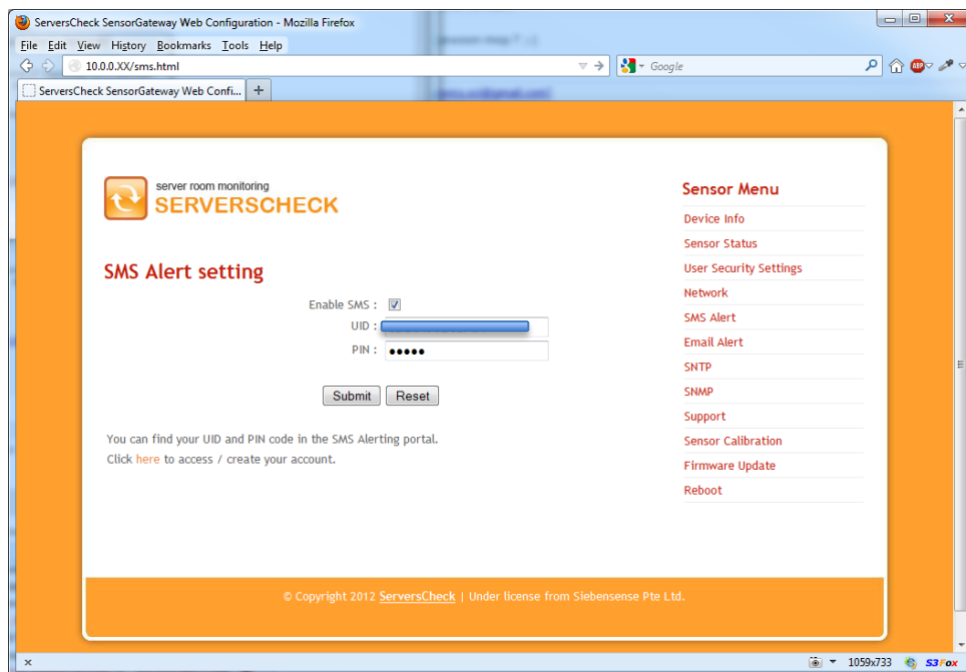 ServersCheck SensorGateway Web Configuration - Mozilla Firefox
File Edit View History Bookmarks Tools Help
10.0.0.XX/sms.html
Google
ServersCheck SensorGateway Web Confi...
ABP
server room monitoring
SERVERSCHECK
SMS Alert setting
Enable SMS :
UID :
PIN : •••••
Submit Reset
You can find your UID and PIN code in the SMS Alerting portal.
Click here to access / create your account.
Sensor Menu
Device Info
Sensor Status
User Security Settings
Network
SMS Alert
Email Alert
SNTP
SNMP
Support
Sensor Calibration
Firmware Update
Reboot
© Copyright 2012 ServersCheck | Under license from Siebensense Pte Ltd.
1059x733 S3Fox